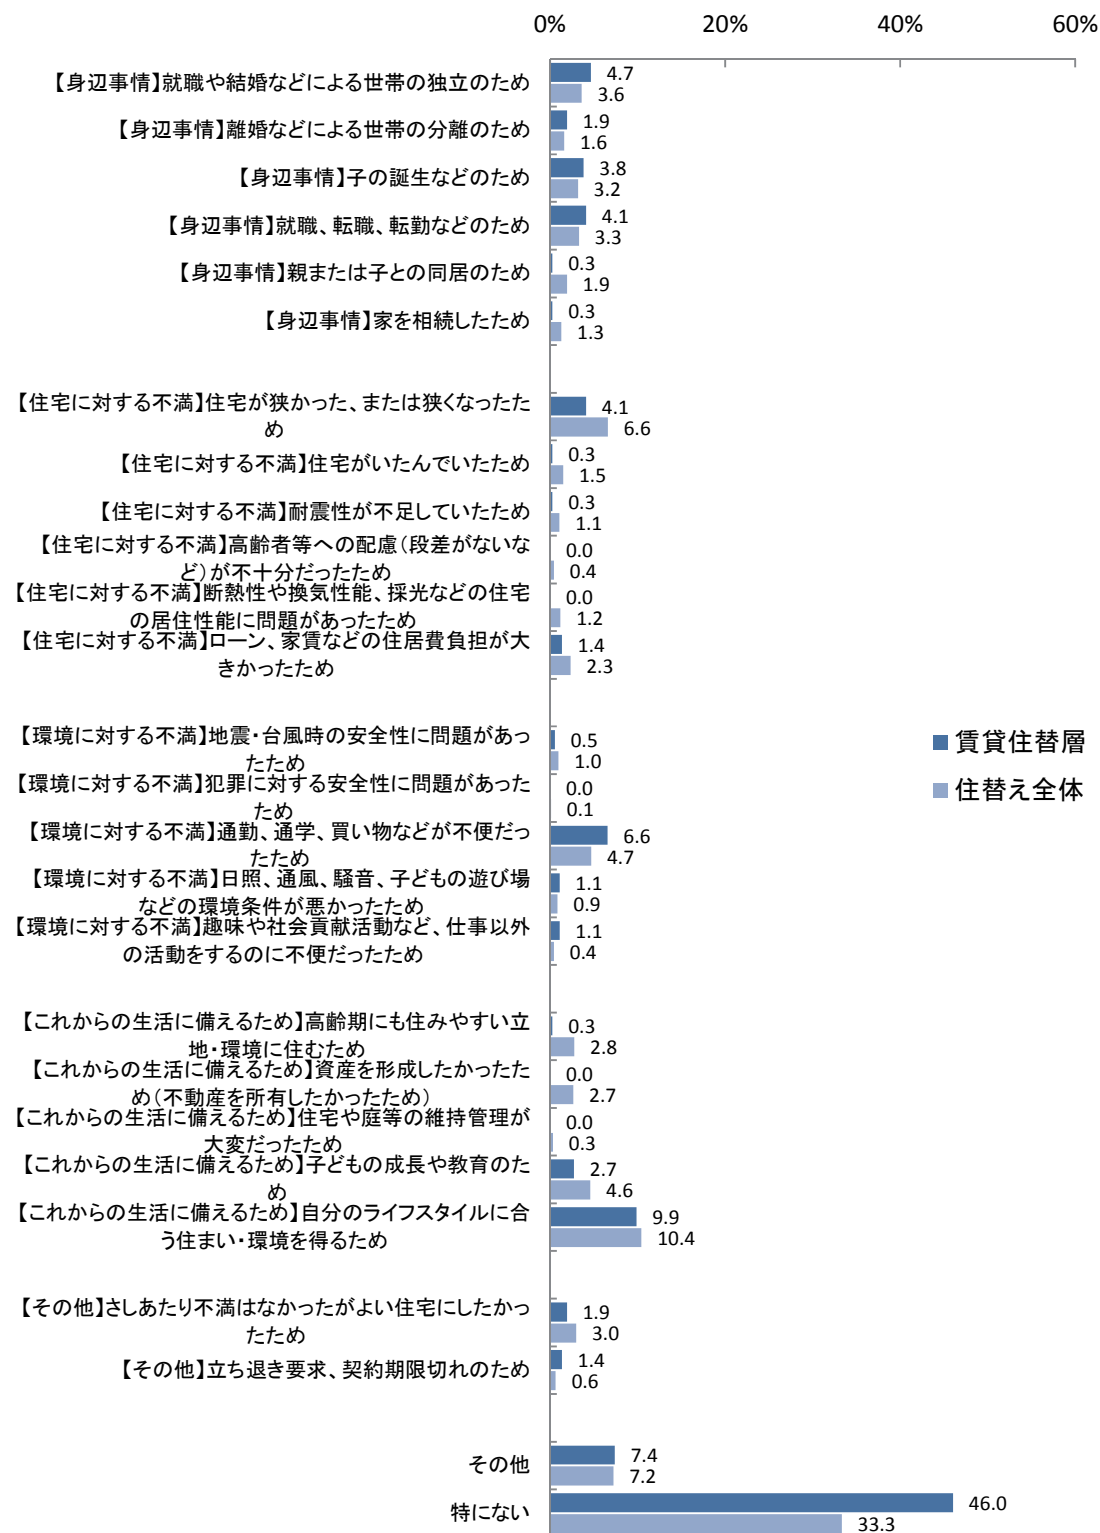 0% 20% 40% 60%
【身辺事情】就職や結婚などによる世帯の独立のため
4.7
3.6
【身辺事情】離婚などによる世帯の分離のため
1.9
1.6
【身辺事情】子の誕生などのため
3.8
3.2
【身辺事情】就職、転職、転勤などのため
4.1
3.3
【身辺事情】親または子との同居のため
0.3
1.9
【身辺事情】家を相続したため
0.3
1.3
【住宅に対する不満】住宅が狭かった、または狭くなったた
め
4.1
6.6
【住宅に対する不満】住宅がいたんでいたため
0.3
1.5
【住宅に対する不満】耐震性が不足していたため
0.3
1.1
【住宅に対する不満】高齢者等への配慮(段差がないな
ど)が不十分だったため
0.0
0.4
【住宅に対する不満】断熱性や換気性能、採光などの住宅
の居住性能に問題があったため
0.0
1.2
【住宅に対する不満】ローン、家賃などの住居費負担が大
きかったため
1.4
2.3
【環境に対する不満】地震・台風時の安全性に問題があっ
たため
0.5
1.0
【環境に対する不満】犯罪に対する安全性に問題があった
ため
0.0
0.1
【環境に対する不満】通勤、通学、買い物などが不便だっ
たため
6.6
4.7
【環境に対する不満】日照、通風、騒音、子どもの遊び場
などの環境条件が悪かったため
1.1
0.9
【環境に対する不満】趣味や社会貢献活動など、仕事以外
の活動をするのに不便だったため
1.1
0.4
【これからの生活に備えるため】高齢期にも住みやすい立
地・環境に住むため
0.3
2.8
【これからの生活に備えるため】資産を形成したかったた
め(不動産を所有したかったため)
0.0
2.7
【これからの生活に備えるため】住宅や庭等の維持管理が
大変だったため
0.0
0.3
【これからの生活に備えるため】子どもの成長や教育のた
め
2.7
4.6
【これからの生活に備えるため】自分のライフスタイルに合
う住まい・環境を得るため
9.9
10.4
【その他】さしあたり不満はなかったがよい住宅にしたかっ
たため
1.9
3.0
【その他】立ち退き要求、契約期限切れのため
1.4
0.6
その他
7.4
7.2
特にない
46.0
33.3
賃貸住替層
住替え全体